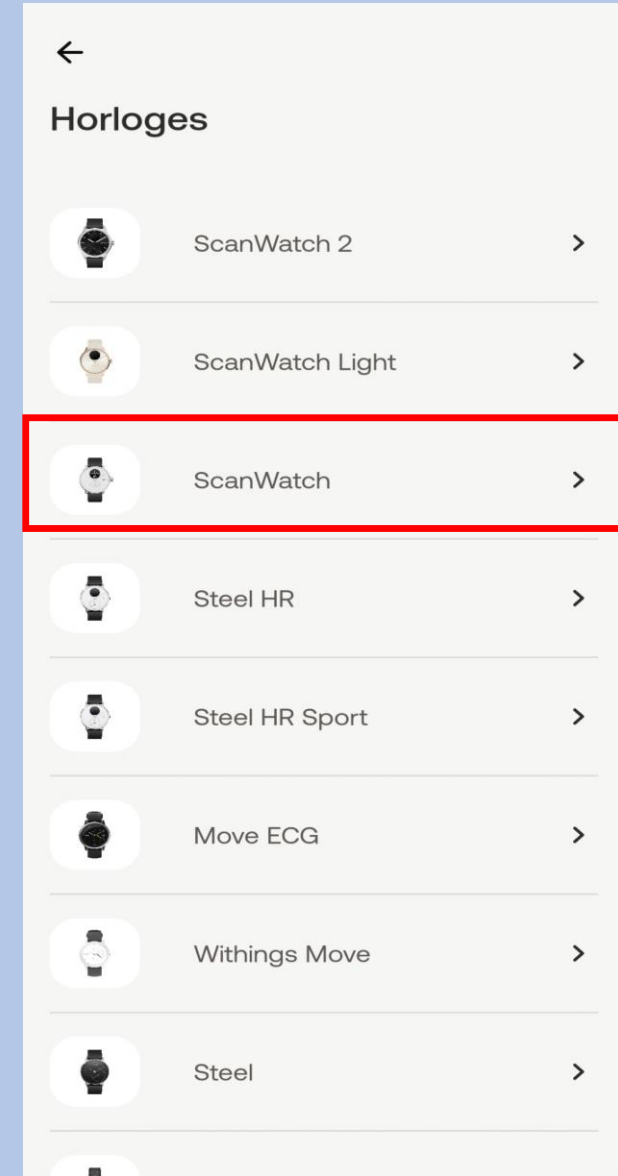 Horloges
ScanWatch 2
ScanWatch Light
ScanWatch
Steel HR
Steel HR Sport
Move ECG
Withings Move
Steel